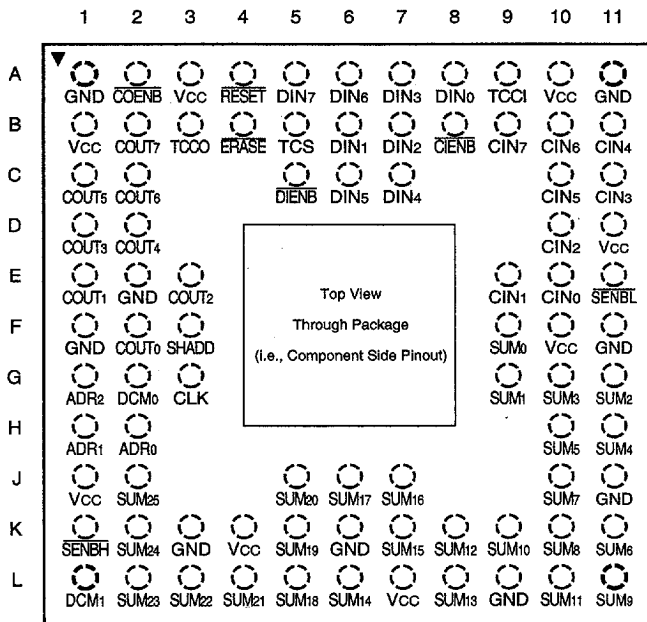 1 2 3 4 5 6 7 8 9 10 11
A
GND COENB VCC RESET DIN7 DIN6 DIN3 DIN0 TCCI VCC GND
B
VCC COUT7 TCCO ERASE TCS DIN1 DIN2 CIENB CIN7 CIN6 CIN4
C
COUT5 COUT6 DIENB DIN5 DIN4 CIN5 CIN3
D
COUT3 COUT4 CIN2 VCC
E
COUT1 GND COUT2 CIN1 CIN0 SENBL
Top View
Through Package
(i.e., Component Side Pinout)
F
GND COUT0 SHADD SUM0 VCC GND
G
ADR2 DCM0 CLK SUM1 SUM3 SUM2
H
ADR1 ADR0 SUM5 SUM4
J
VCC SUM25 SUM20 SUM17 SUM16 SUM7 GND
K
SENBH SUM24 GND VCC SUM19 GND SUM15 SUM12 SUM10 SUM8 SUM6
L
DCM1 SUM23 SUM22 SUM21 SUM18 SUM14 VCC SUM13 GND SUM11 SUM9